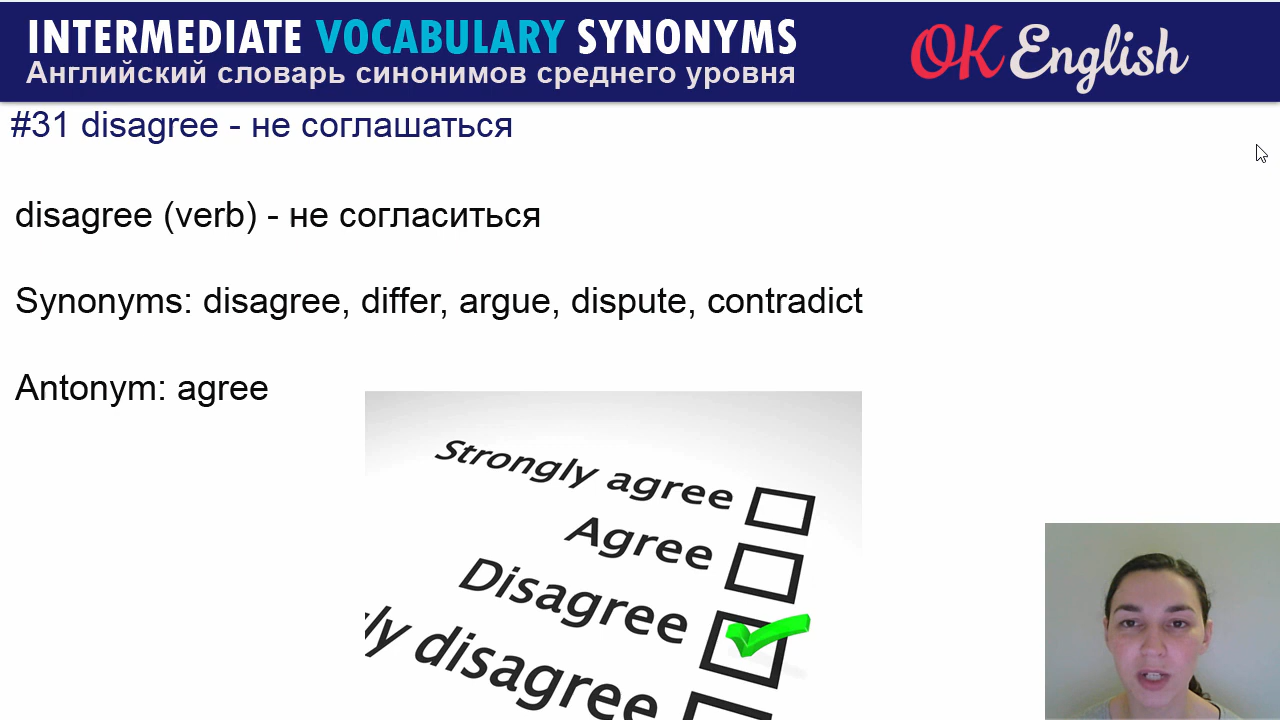 INTERMEDIATE VOCABULARY SYNONYMS
Английский словарь синонимов среднего уровня
OK English
#31 disagree - не соглашаться
disagree (verb) - не согласиться
Synonyms: disagree, differ, argue, dispute, contradict
Antonym: agree
Strongly agree
Agree
Disagree
ly disagree